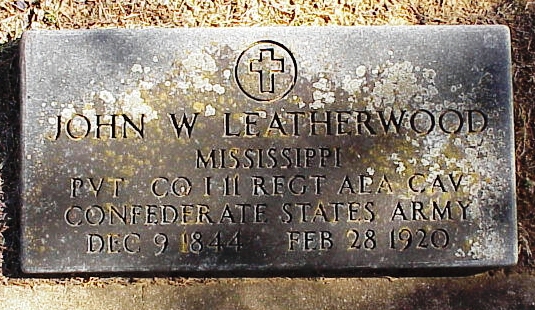 JOHN W LEATHERWOOD
MISSISSIPPI
PVT CO I 11 REGT ALA CAV
CONFEDERATE STATES ARMY
DEC 9 1844 FEB 28 1920